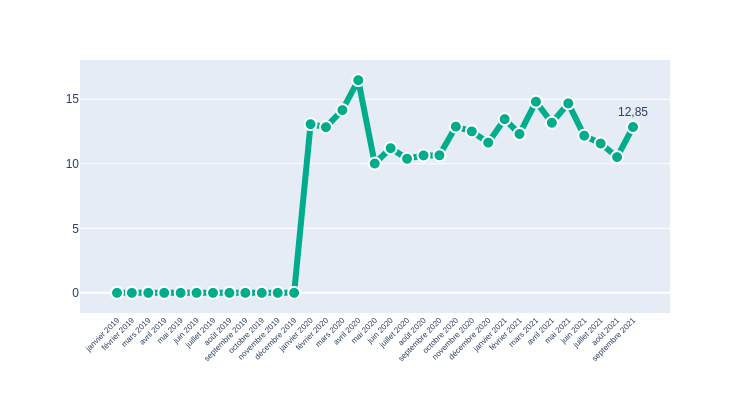 15
10
5
0
12,85
janvier 2019
février 2019
mars 2019
avril 2019
mai 2019
juin 2019
juillet 2019
août 2019
septembre 2019
octobre 2019
novembre 2019
décembre 2019
janvier 2020
février 2020
mars 2020
avril 2020
mai 2020
juin 2020
juillet 2020
août 2020
septembre 2020
octobre 2020
novembre 2020
décembre 2020
janvier 2021
février 2021
mars 2021
avril 2021
mai 2021
juin 2021
juillet 2021
août 2021
septembre 2021